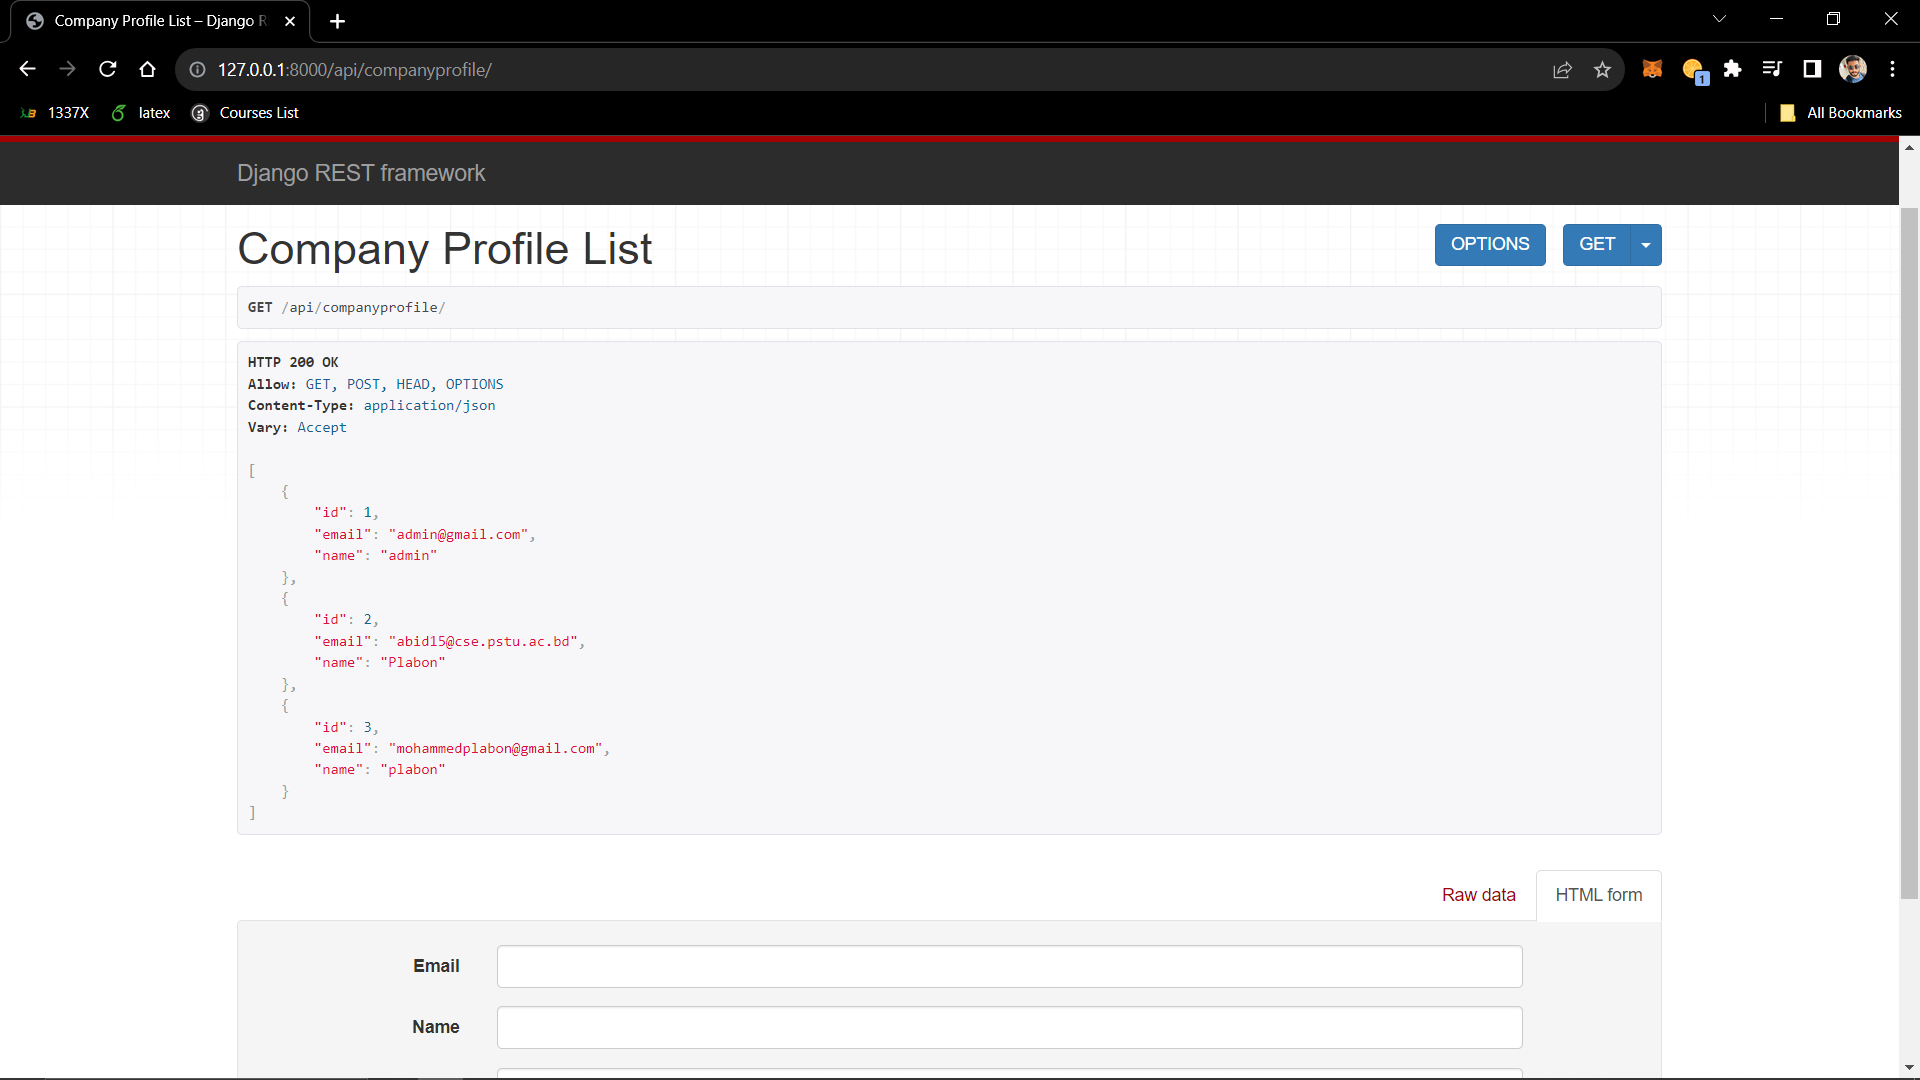 Company Profile List – Django R
127.0.0.1:8000/api/companyprofile/
1
1337X
latex
Courses List
All Bookmarks
Django REST framework
Company Profile List
OPTIONS
GET
GET /api/companyprofile/
HTTP 200 OK
Allow: GET, POST, HEAD, OPTIONS
Content-Type: application/json
Vary: Accept
[
    {
        "id": 1,
        "email": "admin@gmail.com",
        "name": "admin"
    },
    {
        "id": 2,
        "email": "abid15@cse.pstu.ac.bd",
        "name": "Plabon"
    },
    {
        "id": 3,
        "email": "mohammedplabon@gmail.com",
        "name": "plabon"
    }
]
Raw data
HTML form
Email
Name